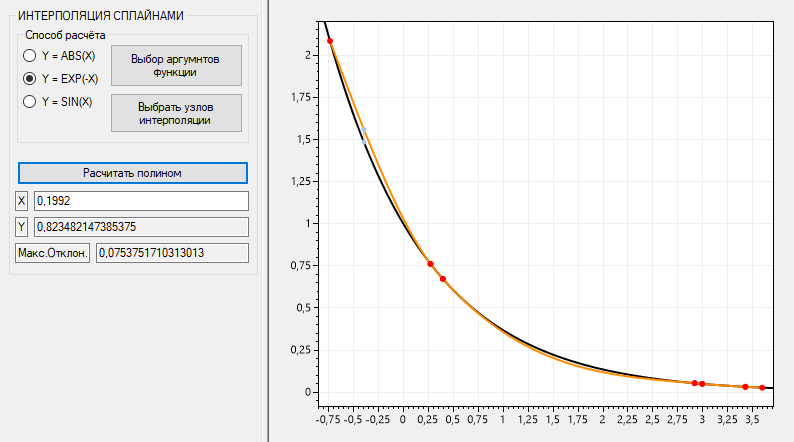 ИНТЕРПОЛЯЦИЯ СПЛАЙНАМИ
Способ расчёта
Y = ABS(X)
Y = EXP(-X)
Y = SIN(X)
Выбор аргумнтов
функции
Выбрать узлов
интерполяции
Расчитать полином
X
0,1992
Y
0,823482147385375
Макс.Отклон.
0,0753751710313013
2
1,75
1,5
1,25
1
0,75
0,5
0,25
0
-0,75 -0,5 -0,25 0 0,25 0,5 0,75 1 1,25 1,5 1,75 2 2,25 2,5 2,75 3 3,25 3,5